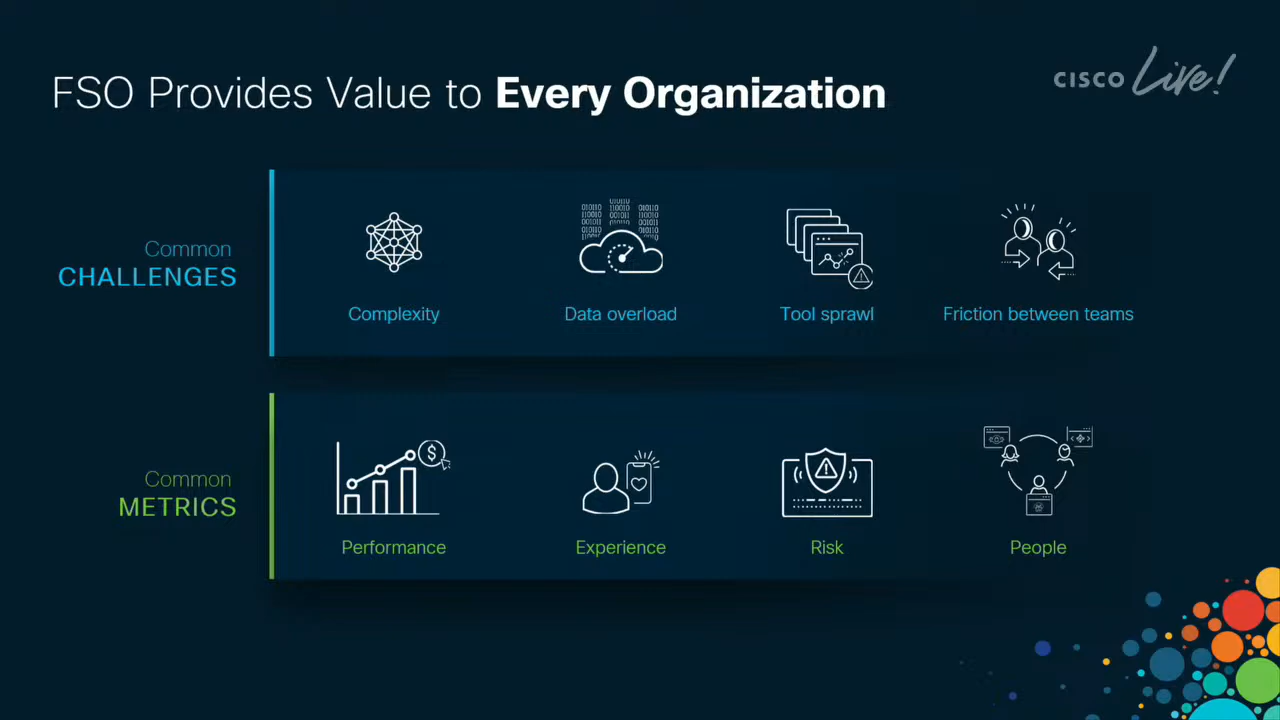 FSO Provides Value to Every Organization
CISCO Live!
Common
CHALLENGES
Complexity
Data overload
Tool sprawl
Friction between teams
Common
METRICS
$
Performance
Experience
Risk
People